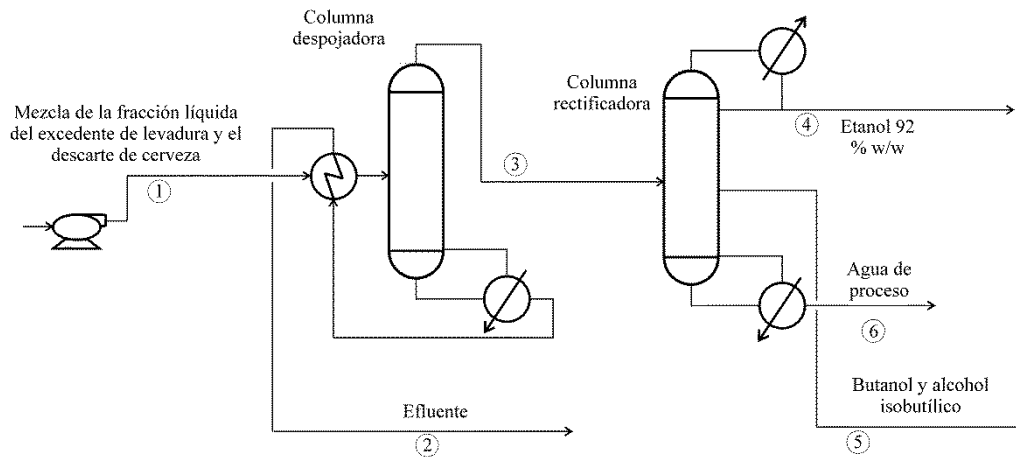 Columna
despojadora
Columna
rectificadora
Mezcla de la fracción líquida
del excedente de levadura y el
descarte de cerveza
1
3
4
Etanol 92
% w/w
Agua de
proceso
6
Efluente
2
Butanol y alcohol
isobutílico
5